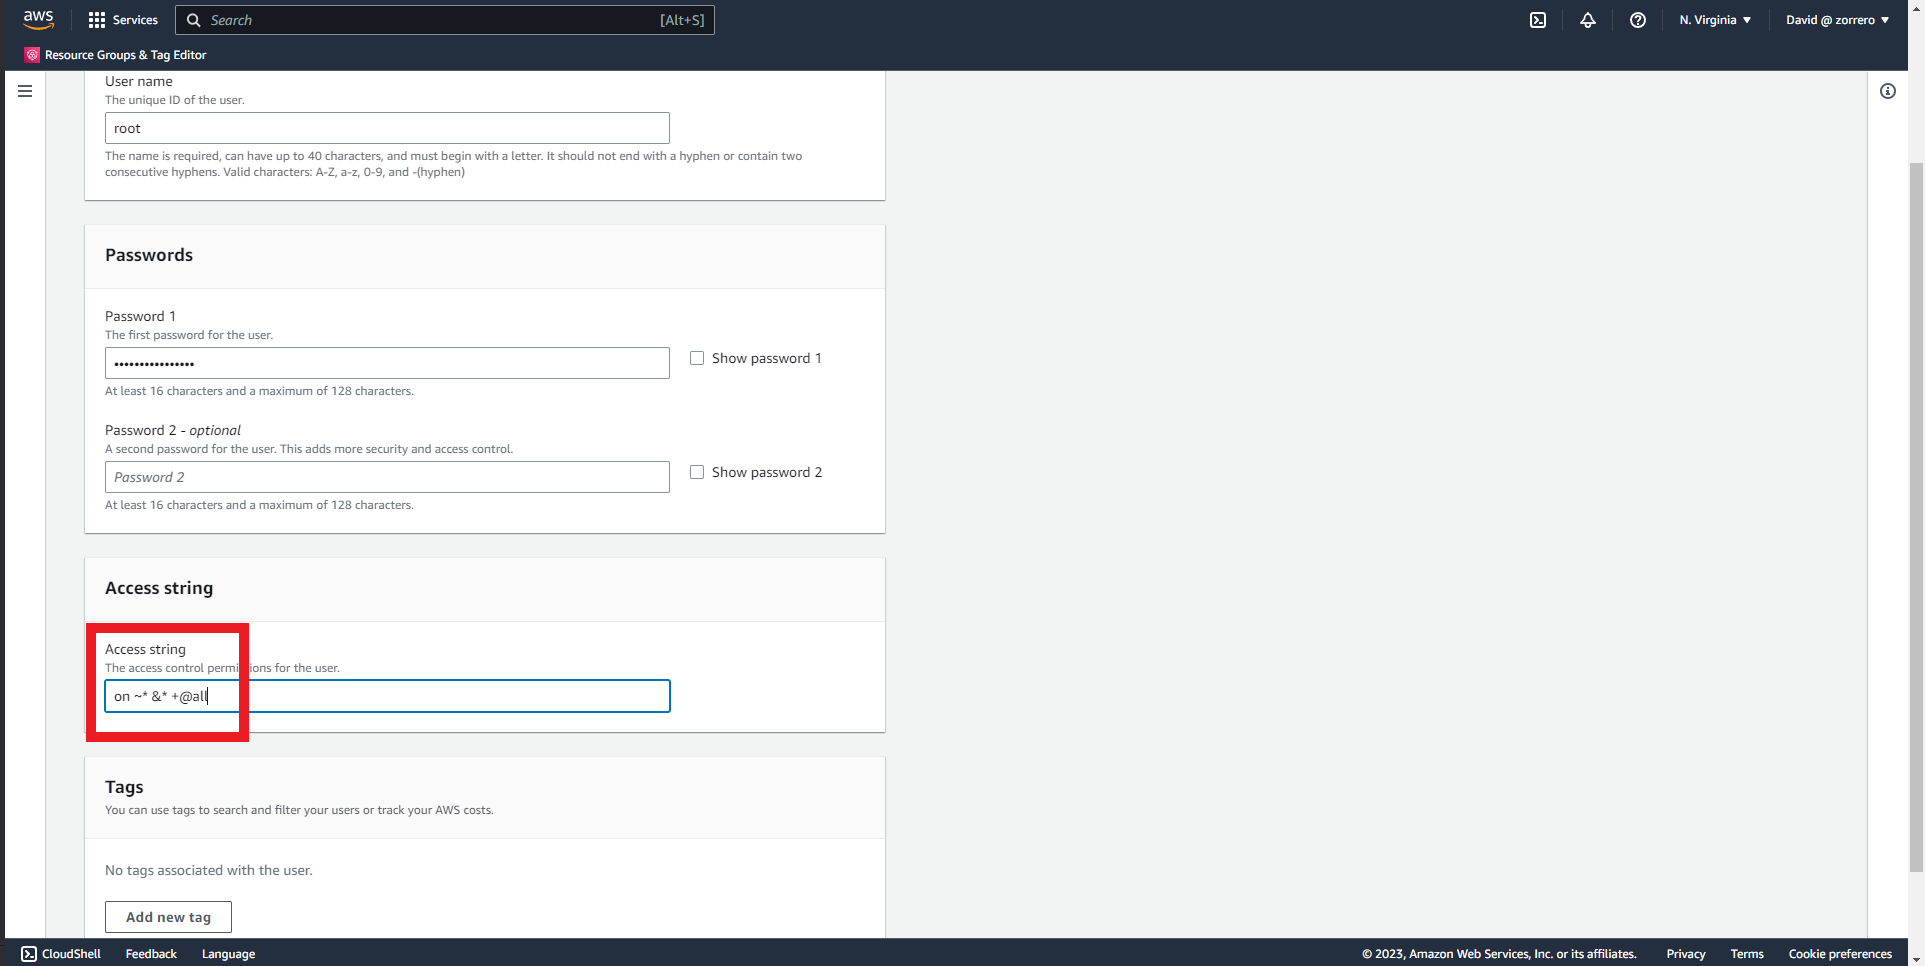 aws
Services
Search
[Alt+S]
N. Virginia
David @ zorrero
Resource Groups & Tag Editor
User name
The unique ID of the user.
root
The name is required, can have up to 40 characters, and must begin with a letter. It should not end with a hyphen or contain two
consecutive hyphens. Valid characters: A-Z, a-z, 0-9, and -(hyphen)
Passwords
Password 1
The first password for the user.
••••••••••••••••
Show password 1
At least 16 characters and a maximum of 128 characters.
Password 2 - optional
A second password for the user. This adds more security and access control.
Password 2
Show password 2
At least 16 characters and a maximum of 128 characters.
Access string
Access string
The access control permissions for the user.
on ~* &* +@all
Tags
You can use tags to search and filter your users or track your AWS costs.
No tags associated with the user.
Add new tag
CloudShell
Feedback
Language
© 2023, Amazon Web Services, Inc. or its affiliates.
Privacy
Terms
Cookie preferences